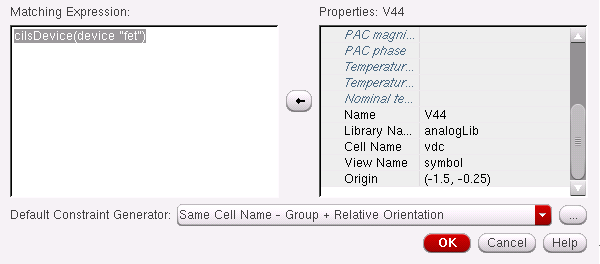 Matching Expression:
Properties: V44
cilsDevice(device "fet")
PAC magni...
PAC phase
Temperatur...
Temperatur...
Nominal te...
Name V44
Library Na... analogLib
Cell Name vdc
View Name symbol
Origin (-1.5, -0.25)
Default Constraint Generator: Same Cell Name - Group + Relative Orientation ...
OK Cancel Help